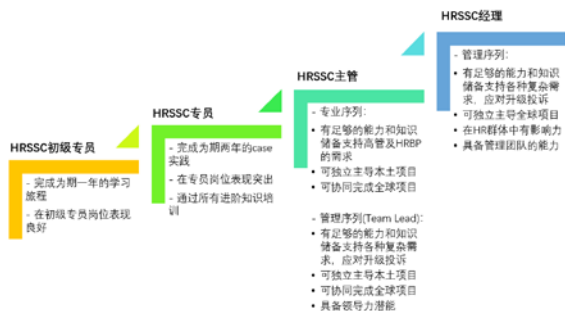 HRSSC初级专员
- 完成为期一年的学习
旅程
- 在初级专员岗位表现
良好
HRSSC专员
- 完成为期两年的case
实践
- 在专员岗位表现突出
- 通过所有进阶知识培
训
HRSSC主管
- 专业序列：
• 有足够的能力和知识
储备支持高管及HRBP
的需求
• 可独立主导本土项目
• 可协同完成全球项目
- 管理序列(Team Lead)：
• 有足够的能力和知识
储备支持各种复杂需
求，应对升级投诉
• 可独立主导本土项目
• 可协同完成全球项目
• 具备领导力潜能
HRSSC经理
- 管理序列：
• 有足够的能力和知识
储备支持各种复杂需
求，应对升级投诉
• 可独立主导全球项目
• 在HR群体中有影响力
• 具备管理团队的能力